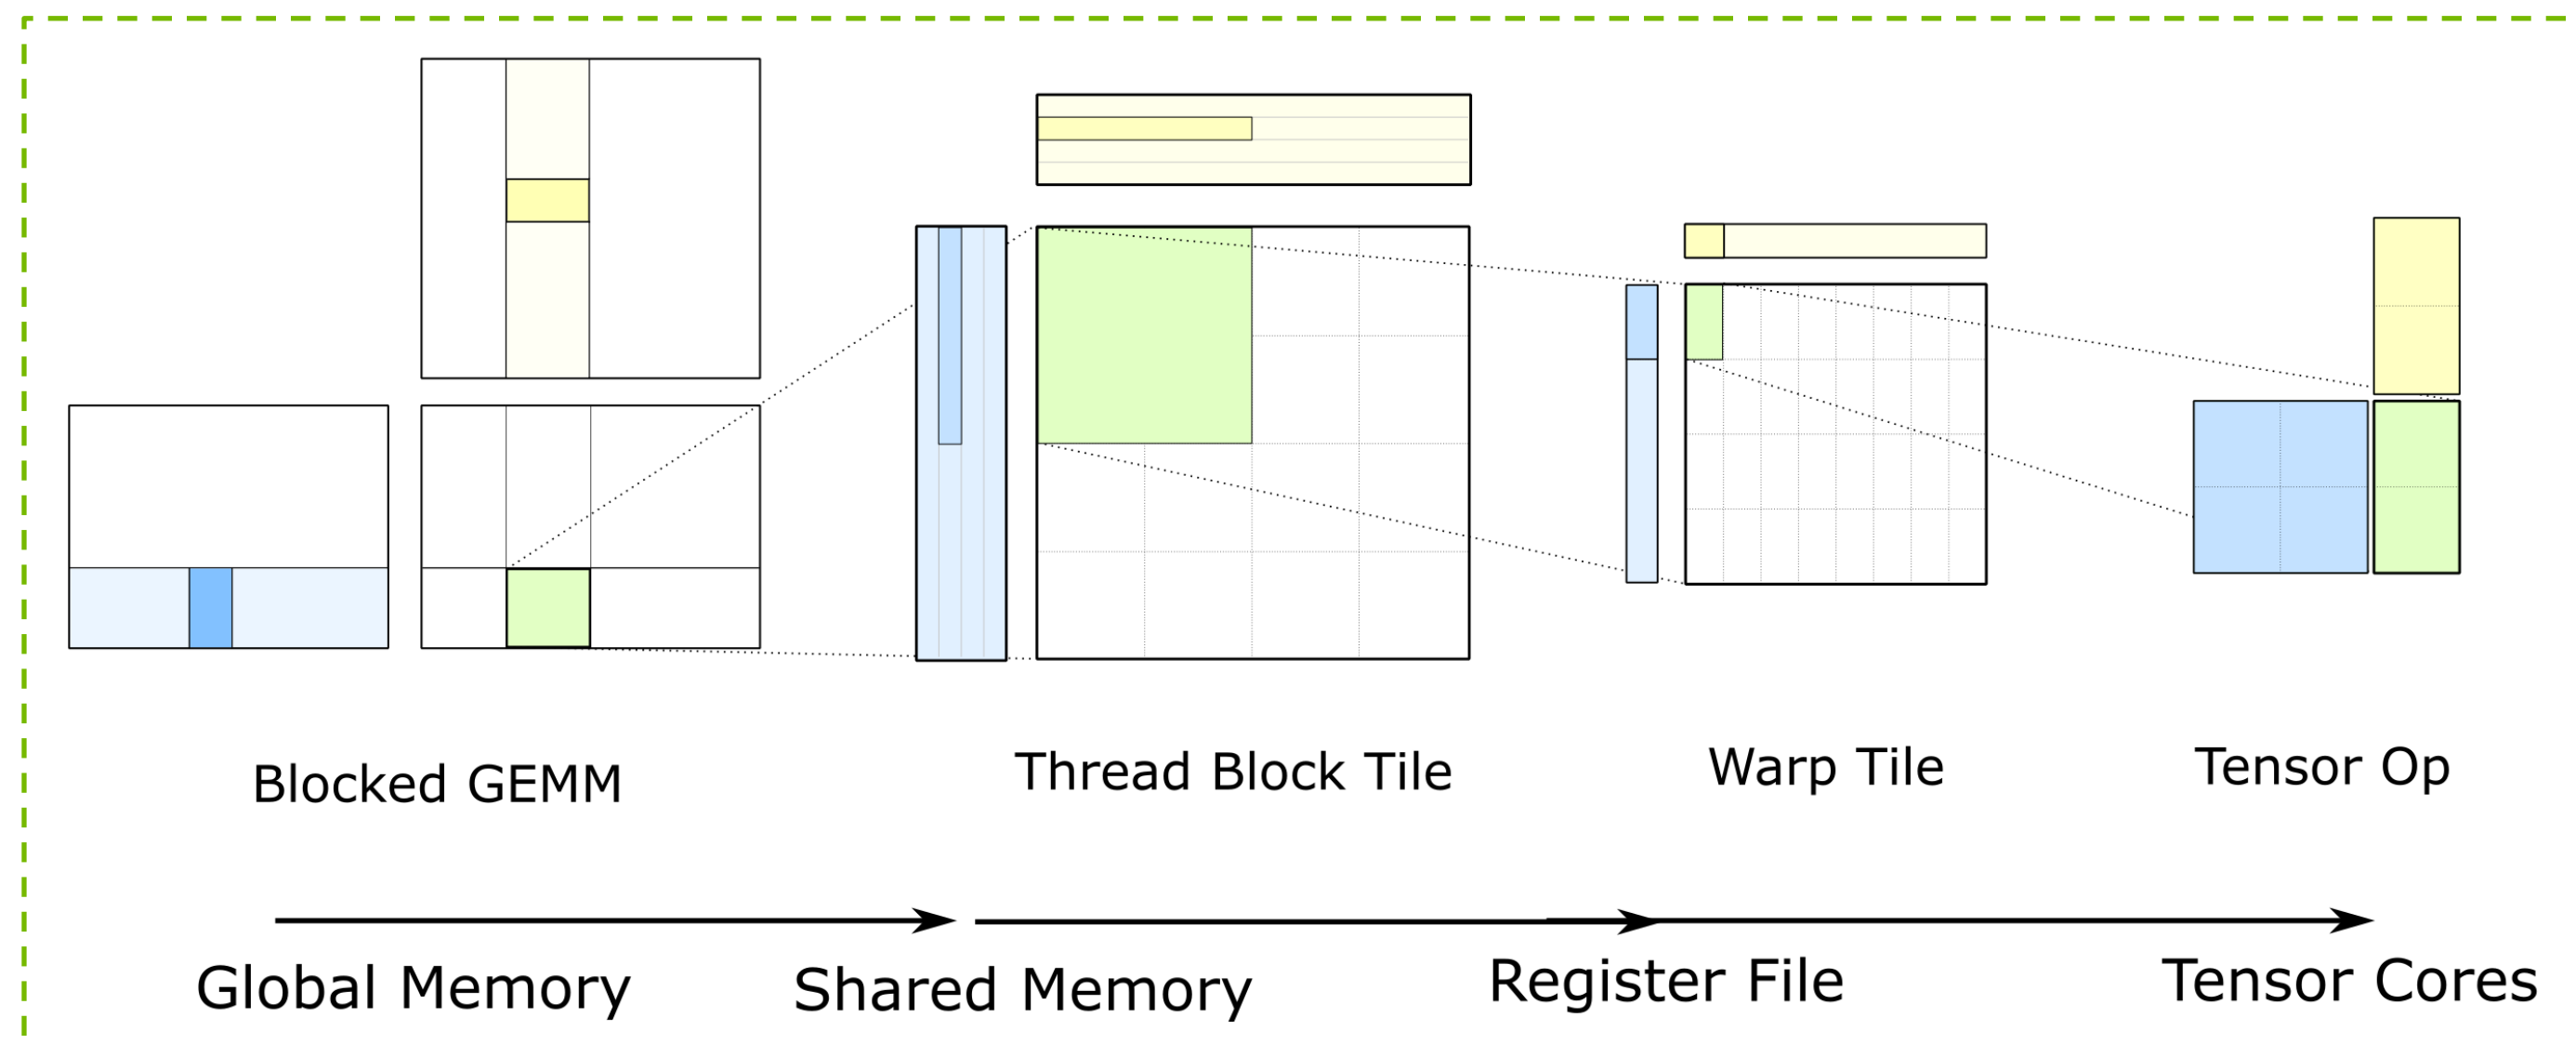 Blocked GEMM
Thread Block Tile
Warp Tile
Tensor Op
Global Memory
Shared Memory
Register File
Tensor Cores